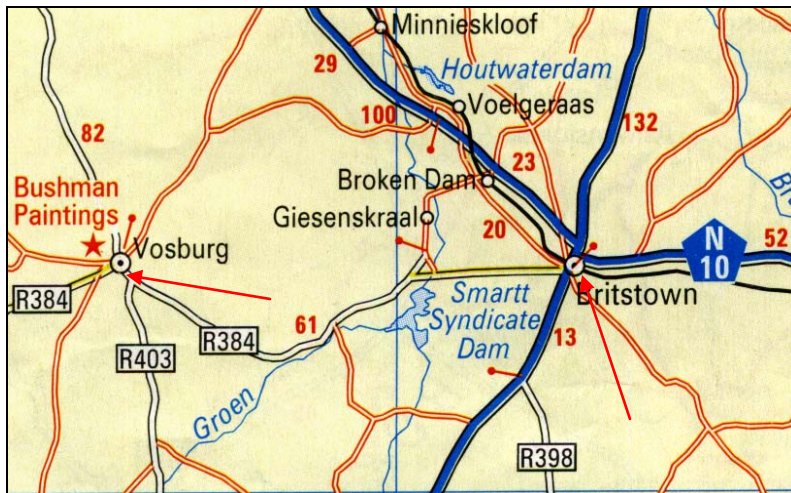 Minnieskloof
29
Houtwaterdam
100
Voelgeraas
132
82
23
Bushman
Paintings
Broken Dam
Br
Giesenskraal
20
Vosburg
N
10
52
R384
Smartt
Syndicate
Dam
Britstown
61
R384
13
R403
Groen
R398